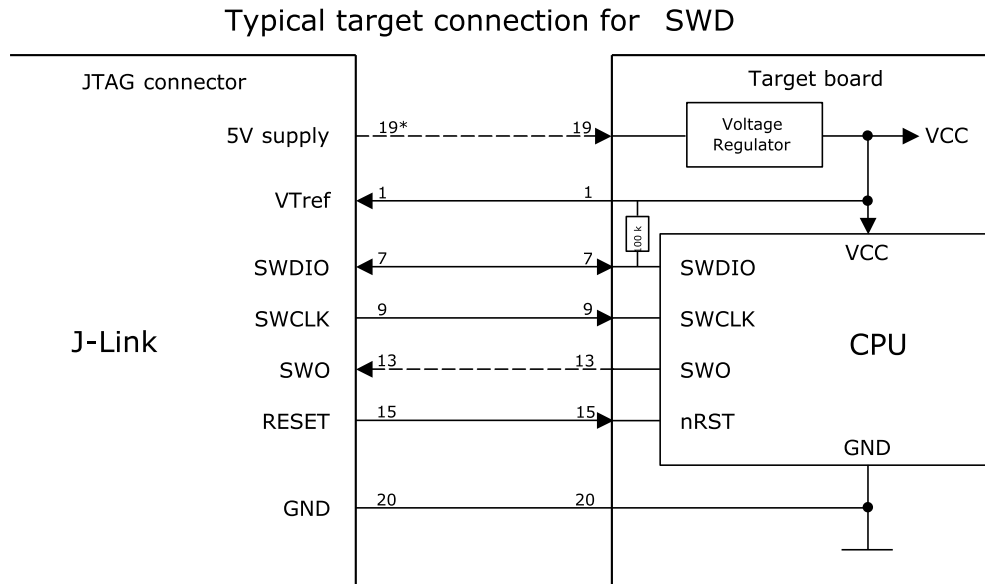 Typical target connection for SWD
JTAG connector
Target board
5V supply
19*
19
Voltage
Regulator
VCC
VTref
1
1
100 k
VCC
SWDIO
7
7
SWDIO
SWCLK
9
9
SWCLK
J-Link
CPU
SWO
13
13
SWO
RESET
15
15
nRST
GND
GND
20
20